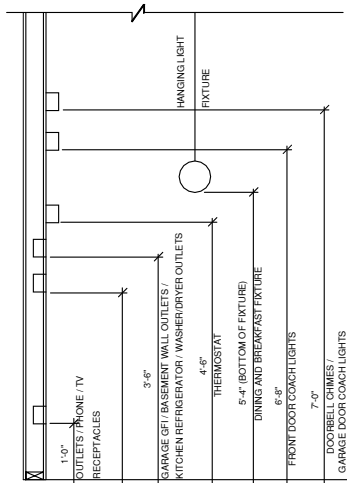 HANGING LIGHT
FIXTURE
1'-0"
OUTLETS / PHONE / TV
RECEPTACLES
3'-6"
GARAGE GFI / BASEMENT WALL OUTLETS /
KITCHEN REFRIGERATOR / WASHER/DRYER OUTLETS
4'-6"
THERMOSTAT
5'-4" (BOTTOM OF FIXTURE)
DINING AND BREAKFAST FIXTURE
6'-8"
FRONT DOOR COACH LIGHTS
7'-0"
DOORBELL CHIMES /
GARAGE DOOR COACH LIGHTS